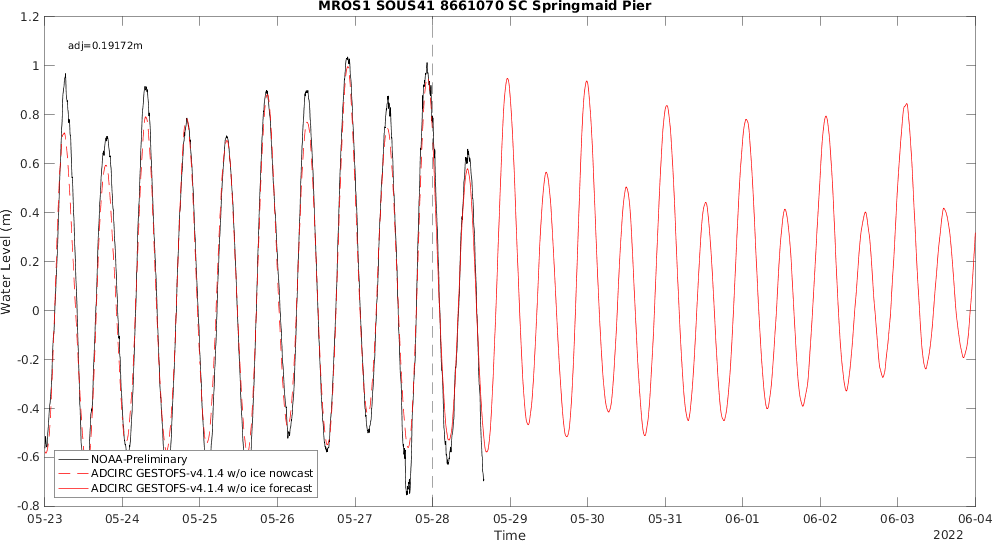 MROS1 SOUS41 8661070 SC Springmaid Pier
1.2
adj=0.19172m
1
0.8
0.6
0.4
0.2
0
-0.2
-0.4
-0.6
-0.8
Water Level (m)
NOAA-Preliminary
ADCIRC GESTOFS-v4.1.4 w/o ice nowcast
ADCIRC GESTOFS-v4.1.4 w/o ice forecast
05-23 05-24 05-25 05-26 05-27 05-28 05-29 05-30 05-31 06-01 06-02 06-03 06-04
Time
2022